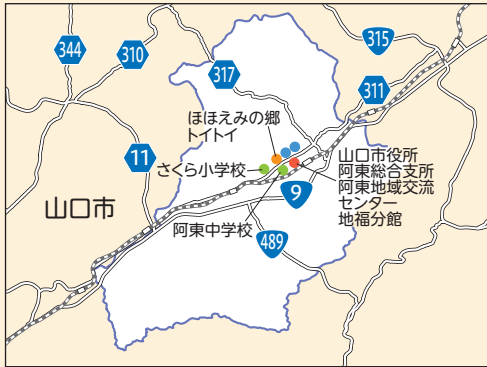 344
310
317
315
311
ほほえみの郷
トイトイ
11
さくら小学校
山口市役所
阿東総合支所
阿東地域交流
センター
地福分館
9
山口市
阿東中学校
489